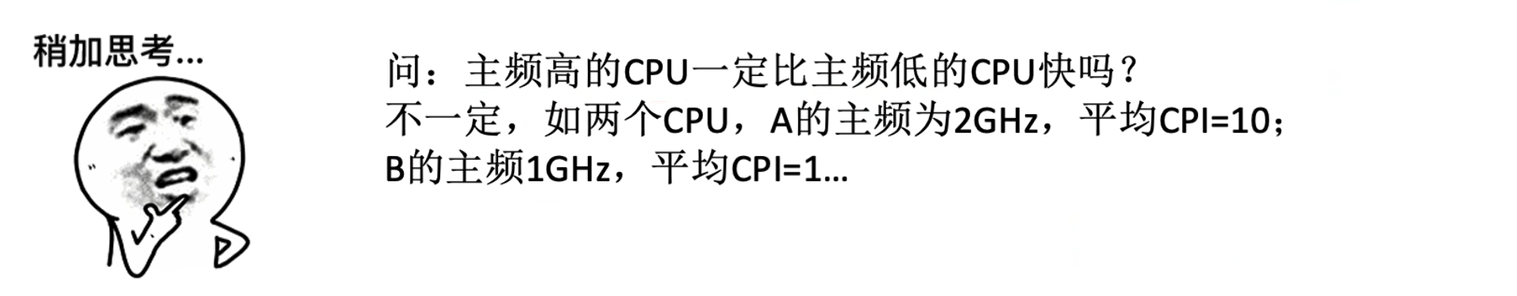 稍加思考...
问：主频高的CPU一定比主频低的CPU快吗？
不一定，如两个CPU，A的主频为2GHz，平均CPI=10；
B的主频1GHz，平均CPI=1...